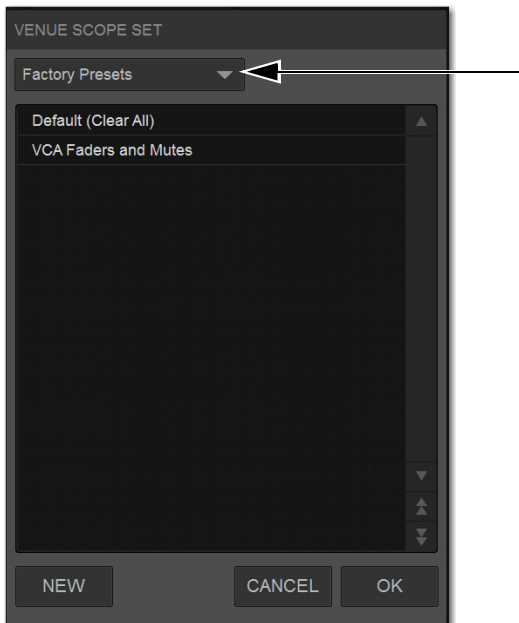 VENUE SCOPE SET
Factory Presets
Default (Clear All)
VCA Faders and Mutes
NEW CANCEL OK